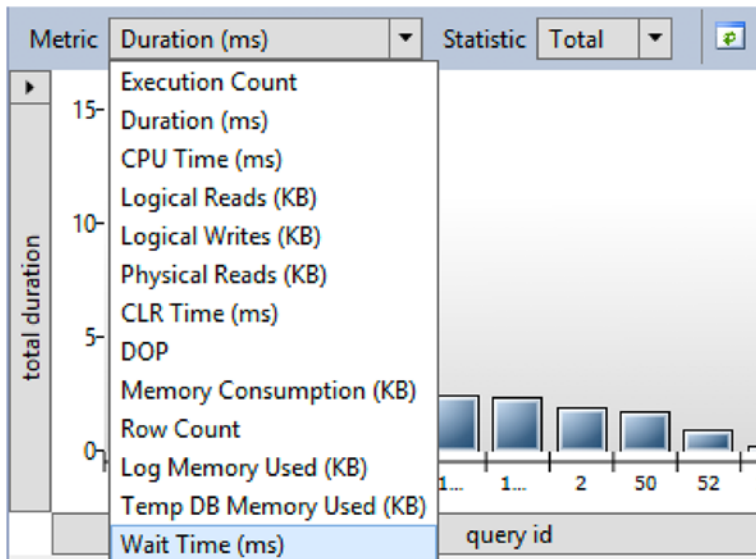 Metric Duration (ms) Statistic Total
Execution Count
Duration (ms)
CPU Time (ms)
Logical Reads (KB)
Logical Writes (KB)
Physical Reads (KB)
CLR Time (ms)
DOP
Memory Consumption (KB)
Row Count
Log Memory Used (KB)
Temp DB Memory Used (KB)
Wait Time (ms)
total duration
15
10
5
0
1... 1... 2 50 52
query id